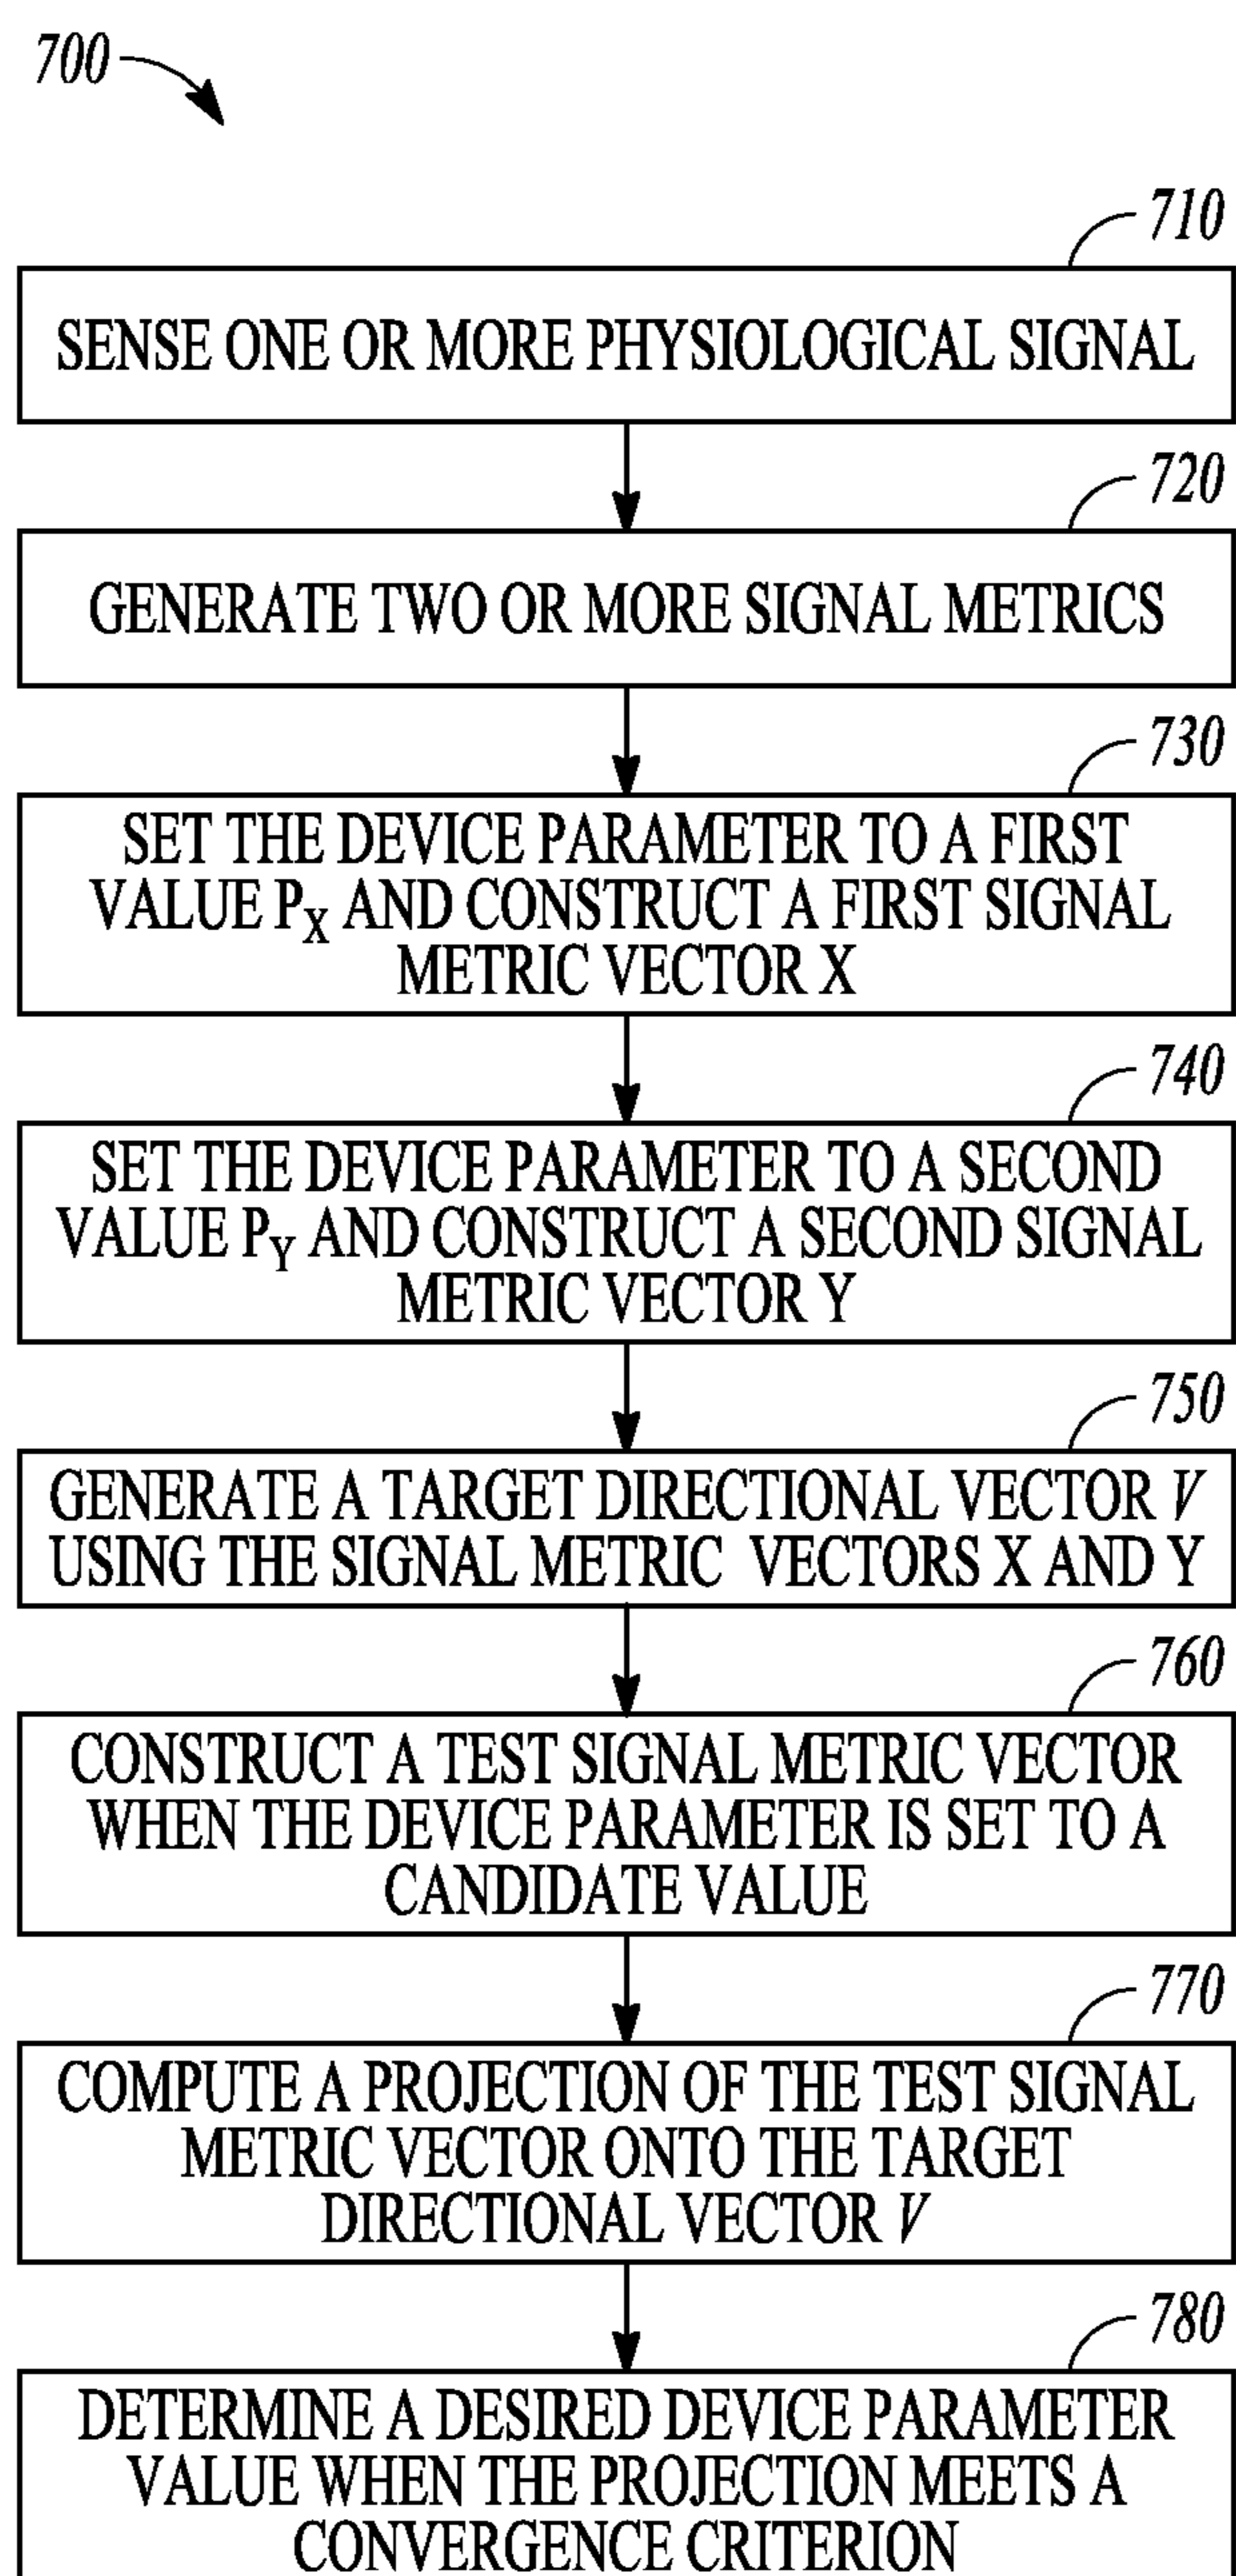 700
710
SENSE ONE OR MORE PHYSIOLOGICAL SIGNAL
720
GENERATE TWO OR MORE SIGNAL METRICS
730
SET THE DEVICE PARAMETER TO A FIRST
VALUE PX AND CONSTRUCT A FIRST SIGNAL
METRIC VECTOR X
740
SET THE DEVICE PARAMETER TO A SECOND
VALUE PY AND CONSTRUCT A SECOND SIGNAL
METRIC VECTOR Y
750
GENERATE A TARGET DIRECTIONAL VECTOR V
USING THE SIGNAL METRIC VECTORS X AND Y
760
CONSTRUCT A TEST SIGNAL METRIC VECTOR
WHEN THE DEVICE PARAMETER IS SET TO A
CANDIDATE VALUE
770
COMPUTE A PROJECTION OF THE TEST SIGNAL
METRIC VECTOR ONTO THE TARGET
DIRECTIONAL VECTOR V
780
DETERMINE A DESIRED DEVICE PARAMETER
VALUE WHEN THE PROJECTION MEETS A
CONVERGENCE CRITERION